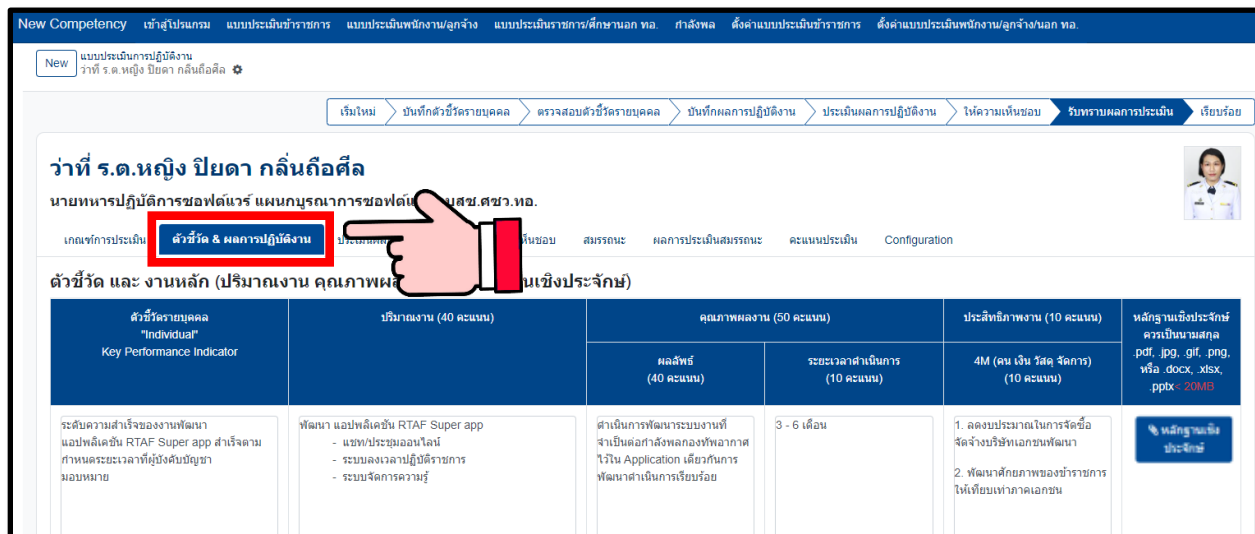 New Competency เข้าสู่โปรแกรม แบบประเมินข้าราชการ แบบประเมินพนักงาน/ลูกจ้าง แบบประเมินราชการ/ศึกษานอก ทอ. กำลังพล ตั้งค่าแบบประเมินข้าราชการ ตั้งค่าแบบประเมินพนักงาน/ลูกจ้าง/นอก ทอ.
New แบบประเมินการปฏิบัติงาน
ว่าที่ ร.ต.หญิง ปิยดา กลิ่นถือศีล
เริ่มใหม่ บันทึกตัวชี้วัดรายบุคคล ตรวจสอบตัวชี้วัดรายบุคคล บันทึกผลการปฏิบัติงาน ประเมินผลการปฏิบัติงาน ให้ความเห็นชอบ รับทราบผลการประเมิน เรียบร้อย
ว่าที่ ร.ต.หญิง ปิยดา กลิ่นถือศีล
นายทหารปฏิบัติการซอฟต์แวร์ แผนกบูรณาการซอฟต์แ บสซ.ศซว.ทอ.
เกณฑ์การประเมิน ตัวชี้วัด & ผลการปฏิบัติงาน ห็นชอบ สมรรถนะ ผลการประเมินสมรรถนะ คะแนนประเมิน Configuration
ตัวชี้วัด และ งานหลัก (ปริมาณงาน คุณภาพผล นเชิงประจักษ์)
ตัวชี้วัดรายบุคคล
"Individual"
Key Performance Indicator
ปริมาณงาน (40 คะแนน)
คุณภาพผลงาน (50 คะแนน)
ผลลัพธ์
(40 คะแนน)
ระยะเวลาดำเนินการ
(10 คะแนน)
ประสิทธิภาพงาน (10 คะแนน)
4M (คน เงิน วัสดุ จัดการ)
(10 คะแนน)
หลักฐานเชิงประจักษ์
ควรเป็นนามสกุล
.pdf, .jpg, .gif, .png,
หรือ .docx, .xlsx,
.pptx< 20MB
ระดับความสำเร็จของงานพัฒนา
แอปพลิเคชัน RTAF Super app สำเร็จตาม
กำหนดระยะเวลาที่ผู้บังคับบัญชา
มอบหมาย
พัฒนา แอปพลิเคชัน RTAF Super app
- แชท/ประชุมออนไลน์
- ระบบลงเวลาปฏิบัติราชการ
- ระบบจัดการความรู้
ดำเนินการพัฒนาระบบงานที่
จำเป็นต่อกำลังพลกองทัพอากาศ
ไว้ใน Application เดียวกันการ
พัฒนาดำเนินการเรียบร้อย
3 - 6 เดือน
1. ลดงบประมาณในการจัดซื้อ
จัดจ้างบริษัทเอกชนพัฒนา
2. พัฒนาศักยภาพของข้าราชการ
ให้เทียบเท่าภาคเอกชน
หลักฐานเชิง
ประจักษ์